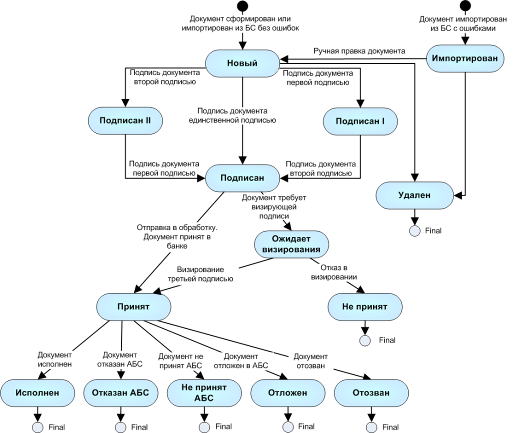 Документ сформирован или
импортирован из БС без ошибок
Документ импортирован
из БС с ошибками
Ручная правка документа
Новый
Импортирован
Подпись документа
второй подписью
Подпись документа
первой подписью
Подписан II
Подпись документа
единственной подписью
Подписан I
Подпись документа
первой подписью
Подпись документа
второй подписью
Подписан
Удален
Final
Документ требует
визирующей
подписи
Отправка в обработку.
Документ принят в
банке
Ожидает
визирования
Визирование
третьей подписью
Отказ в
визировании
Принят
Не принят
Final
Документ
исполнен
Документ
отказан АБС
Документ не
принят АБС
Документ
отложен в АБС
Документ
отозван
Исполнен
Отказан АБС
Не принят
АБС
Отложен
Отозван
Final
Final
Final
Final
Final